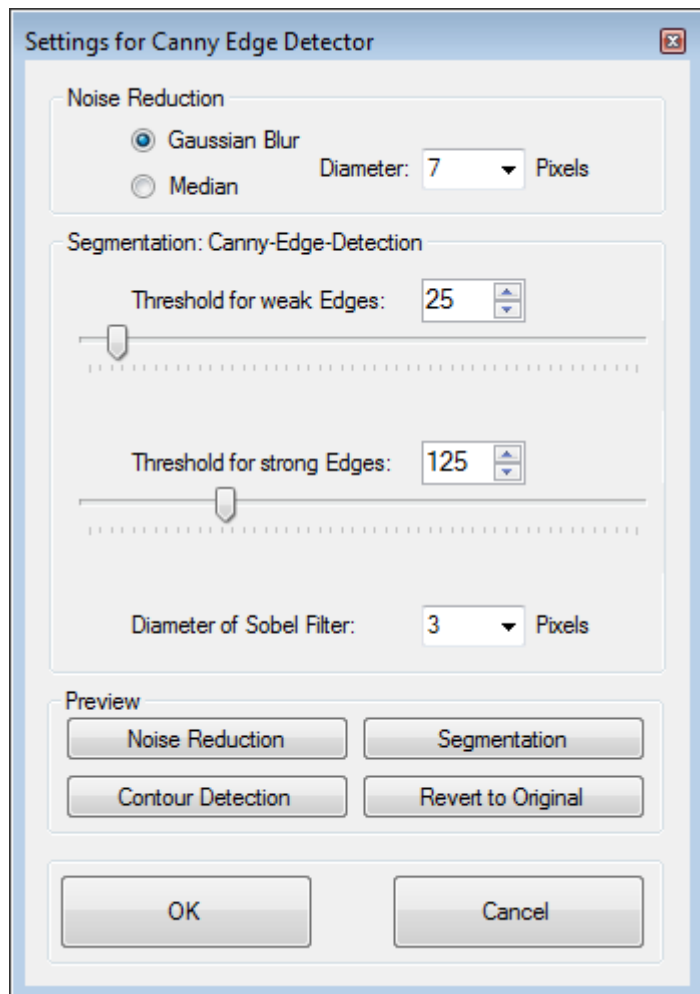 Settings for Canny Edge Detector
Noise Reduction
Gaussian Blur
Median
Diameter: 7 Pixels
Segmentation: Canny-Edge-Detection
Threshold for weak Edges: 25
Threshold for strong Edges: 125
Diameter of Sobel Filter: 3 Pixels
Preview
Noise Reduction Segmentation
Contour Detection Revert to Original
OK Cancel